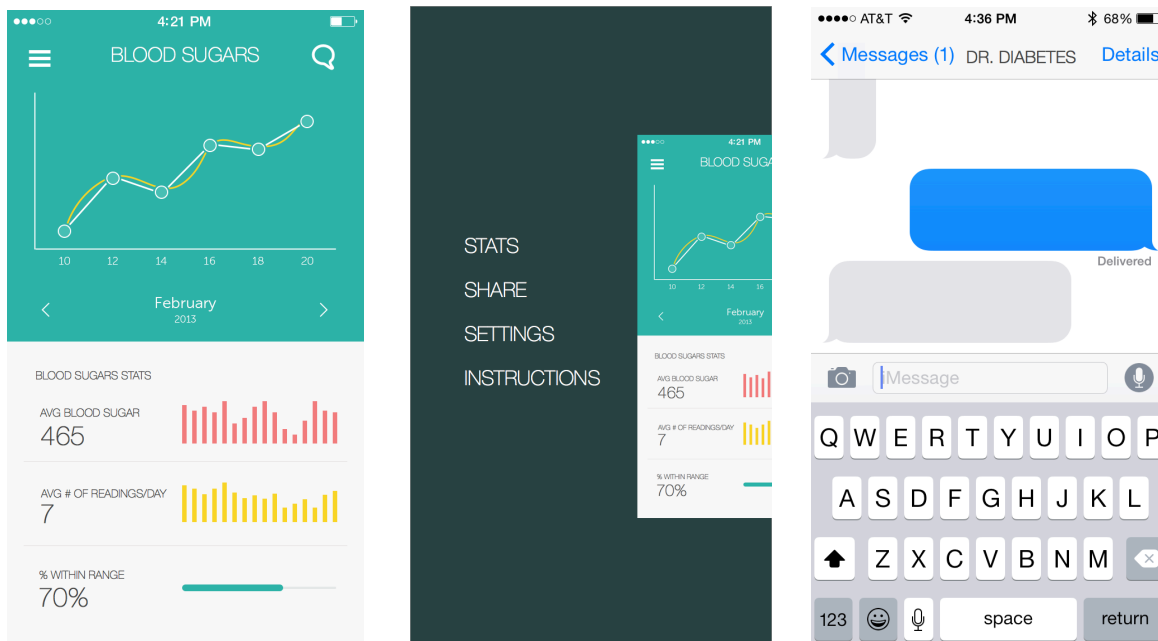 4:21 PM
BLOOD SUGARS
10 12 14 16 18 20
February
2013
BLOOD SUGARS STATS
AVG BLOOD SUGAR
465
AVG # OF READINGS/DAY
7
% WITHIN RANGE
70%
STATS
SHARE
SETTINGS
INSTRUCTIONS
4:21 PM
BLOOD SUGA
10 12 14 16
February
2013
BLOOD SUGARS STATS
AVG BLOOD SUGAR
465
AVG # OF READINGS/DAY
7
% WITHIN RANGE
70%
AT&T 4:36 PM 68%
Messages (1) DR. DIABETES Details
Delivered
iMessage
Q W E R T Y U I O P
A S D F G H J K L
Z X C V B N M
123 space return